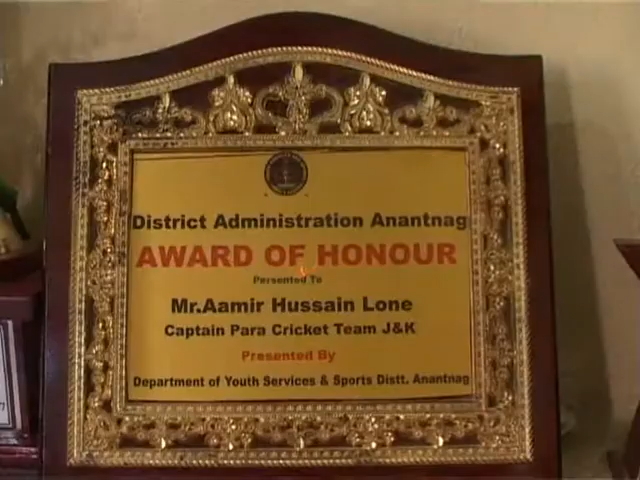 District Administration Anantnag
AWARD OF HONOUR
Persented To
Mr.Aamir Hussain Lone
Captain Para Cricket Team J&K
Presented By
Department of Youth Services & Sports Distt. Anantnag